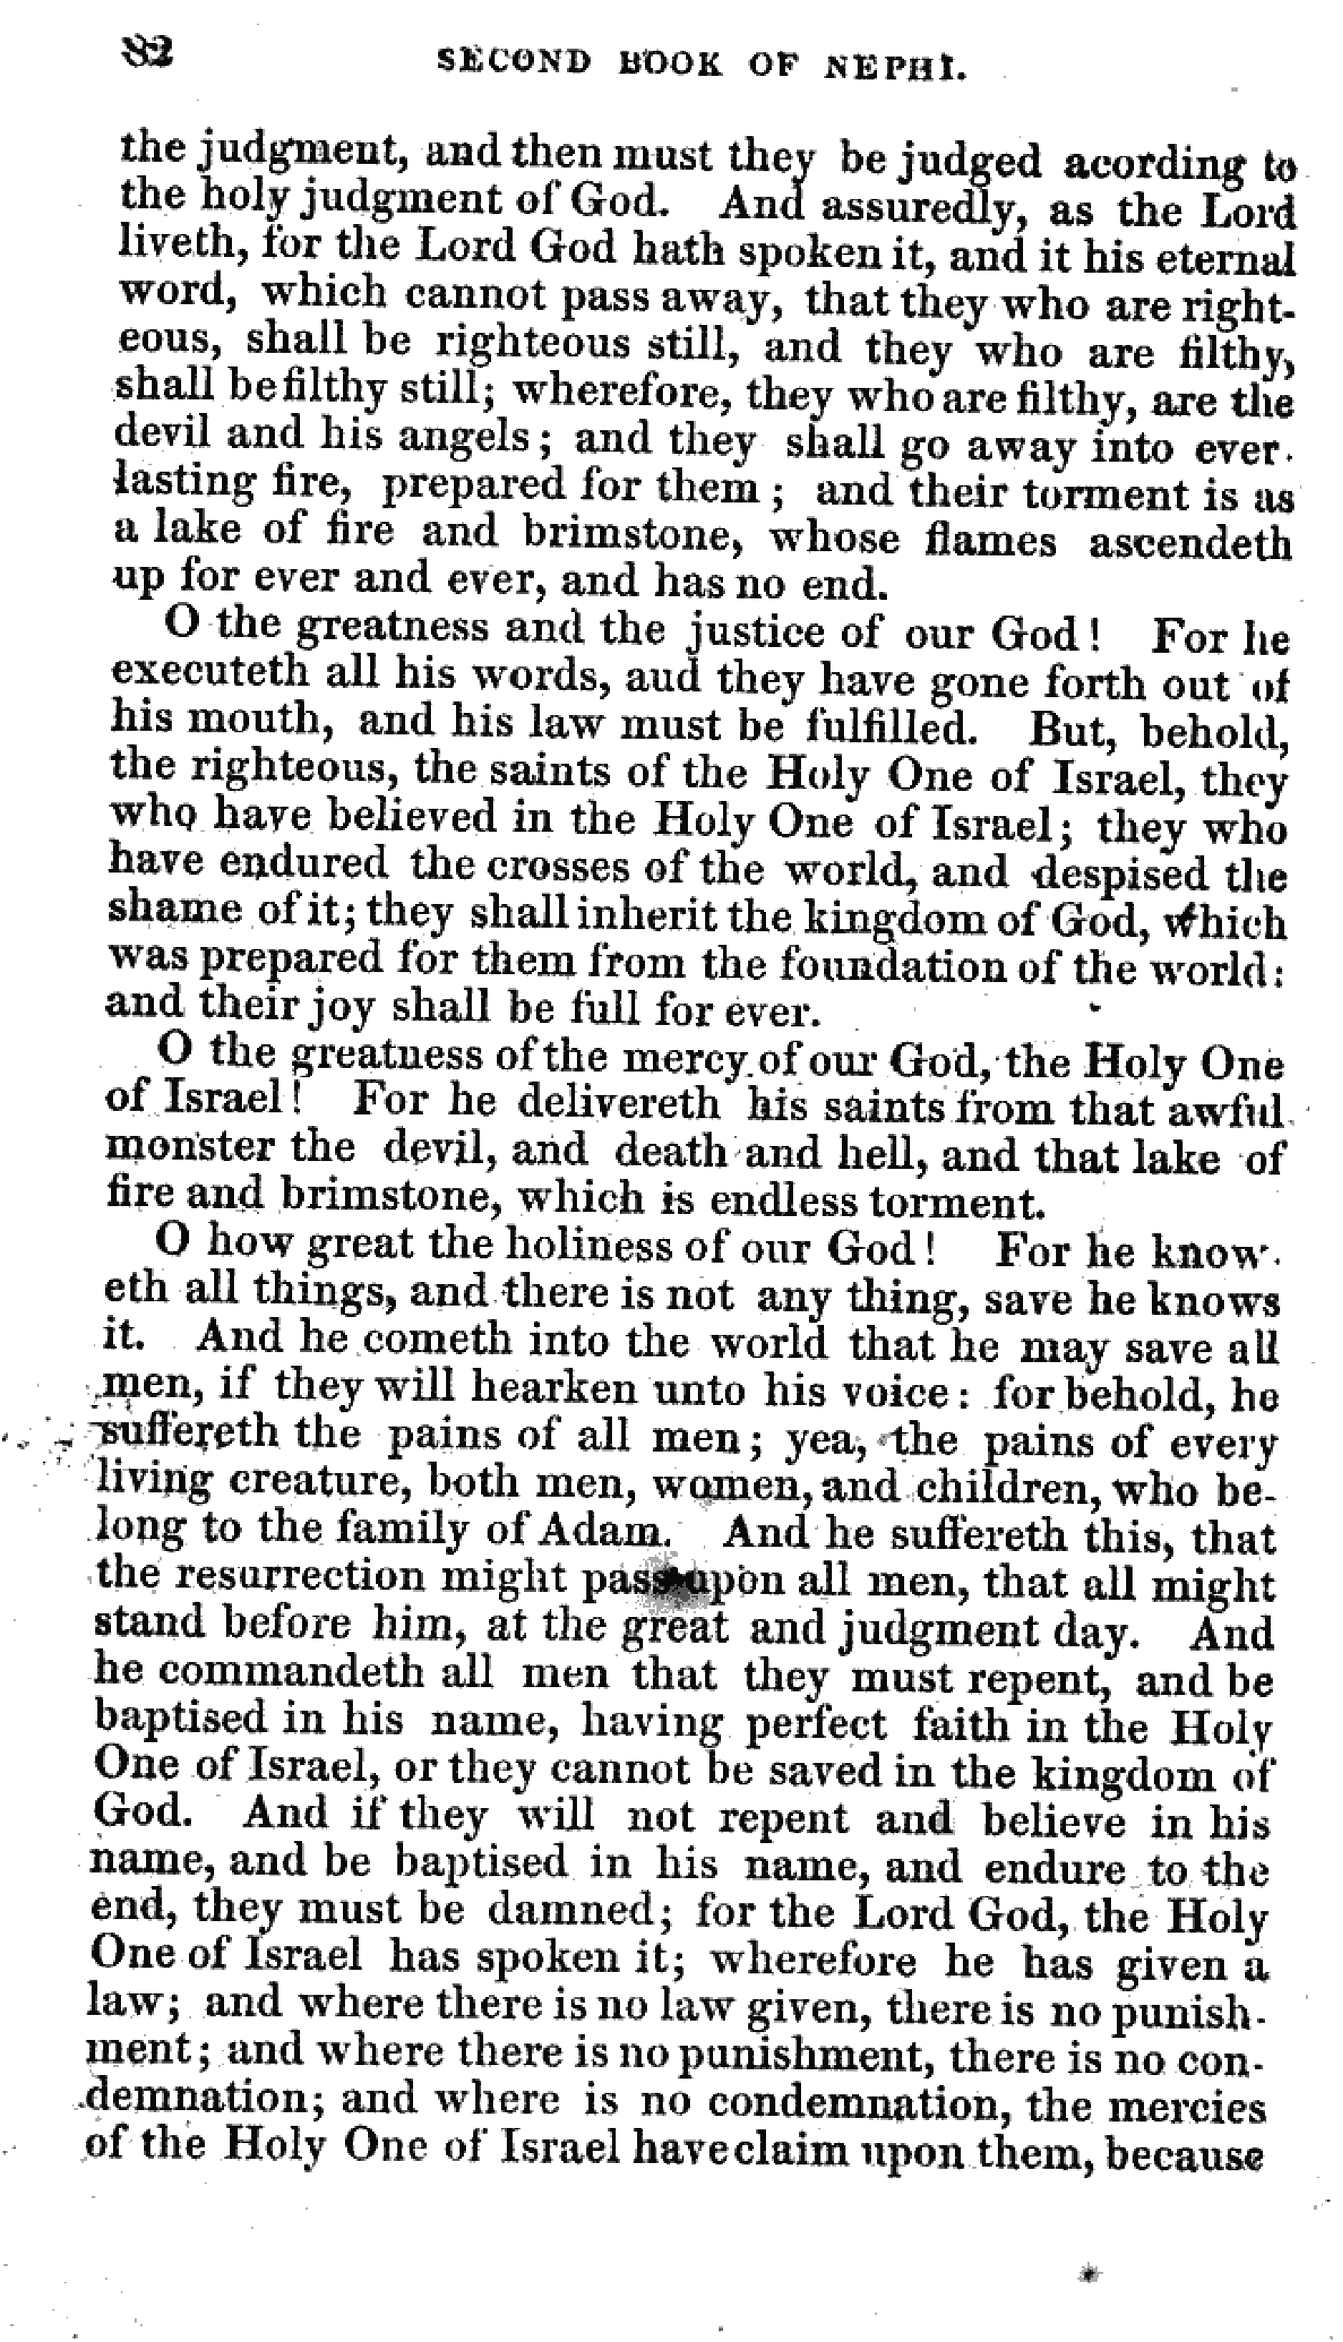 82 SECOND BOOK OF NEPHI.
the judgment, and then must they be judged acording to
the holy judgment of God. And assuredly, as the Lord
liveth, for the Lord God hath spoken it, and it his eternal
word, which cannot pass away, that they who are right-
eous, shall be righteous still, and they who are filthy,
shall be filthy still; wherefore, they who are filthy, are the
devil and his angels; and they shall go away into ever-
lasting fire, prepared for them; and their torment is as
a lake of fire and brimstone, whose flames ascendeth
up for ever and ever, and has no end.
O the greatness and the justice of our God! For he
executeth all his words, aud they have gone forth out of
his mouth, and his law must be fulfilled. But, behold,
the righteous, the saints of the Holy One of Israel, they
who have believed in the Holy One of Israel; they who
have endured the crosses of the world, and despised the
shame of it; they shall inherit the kingdom of God, which
was prepared for them from the foundation of the world:
and their joy shall be full for ever.
O the greatness of the mercy of our God, the Holy One
of Israel! For he delivereth his saints from that awful
monster the devil, and death and hell, and that lake of
fire and brimstone, which is endless torment.
O how great the holiness of our God! For he know-
eth all things, and there is not any thing, save he knows
it. And he cometh into the world that he may save all
men, if they will hearken unto his voice: for behold, he
suffereth the pains of all men; yea, the pains of every
living creature, both men, women, and children, who be-
long to the family of Adam. And he suffereth this, that
the resurrection might pass upon all men, that all might
stand before him, at the great and judgment day. And
he commandeth all men that they must repent, and be
baptised in his name, having perfect faith in the Holy
One of Israel, or they cannot be saved in the kingdom of
God. And if they will not repent and believe in his
name, and be baptised in his name, and endure to the
end, they must be damned; for the Lord God, the Holy
One of Israel has spoken it; wherefore he has given a
law; and where there is no law given, there is no punish-
ment; and where there is no punishment, there is no con-
demnation; and where is no condemnation, the mercies
of the Holy One of Israel have claim upon them, because